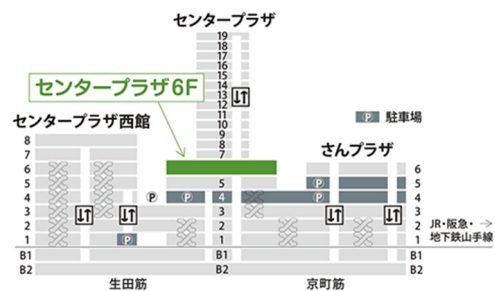 センタープラザ
19
18
17
16
15
14
13
12
11
10
9
8
7
センタープラザ6F
センタープラザ西館
8
7
6
5
4
3
2
1
P 駐車場
さんプラザ
6
5
4
3
2
1
P
P
5
4
3
2
1
P
P
P
JR・阪急・
地下鉄山手線
B1
B2
B1
B2
B1
B2
生田筋
京町筋